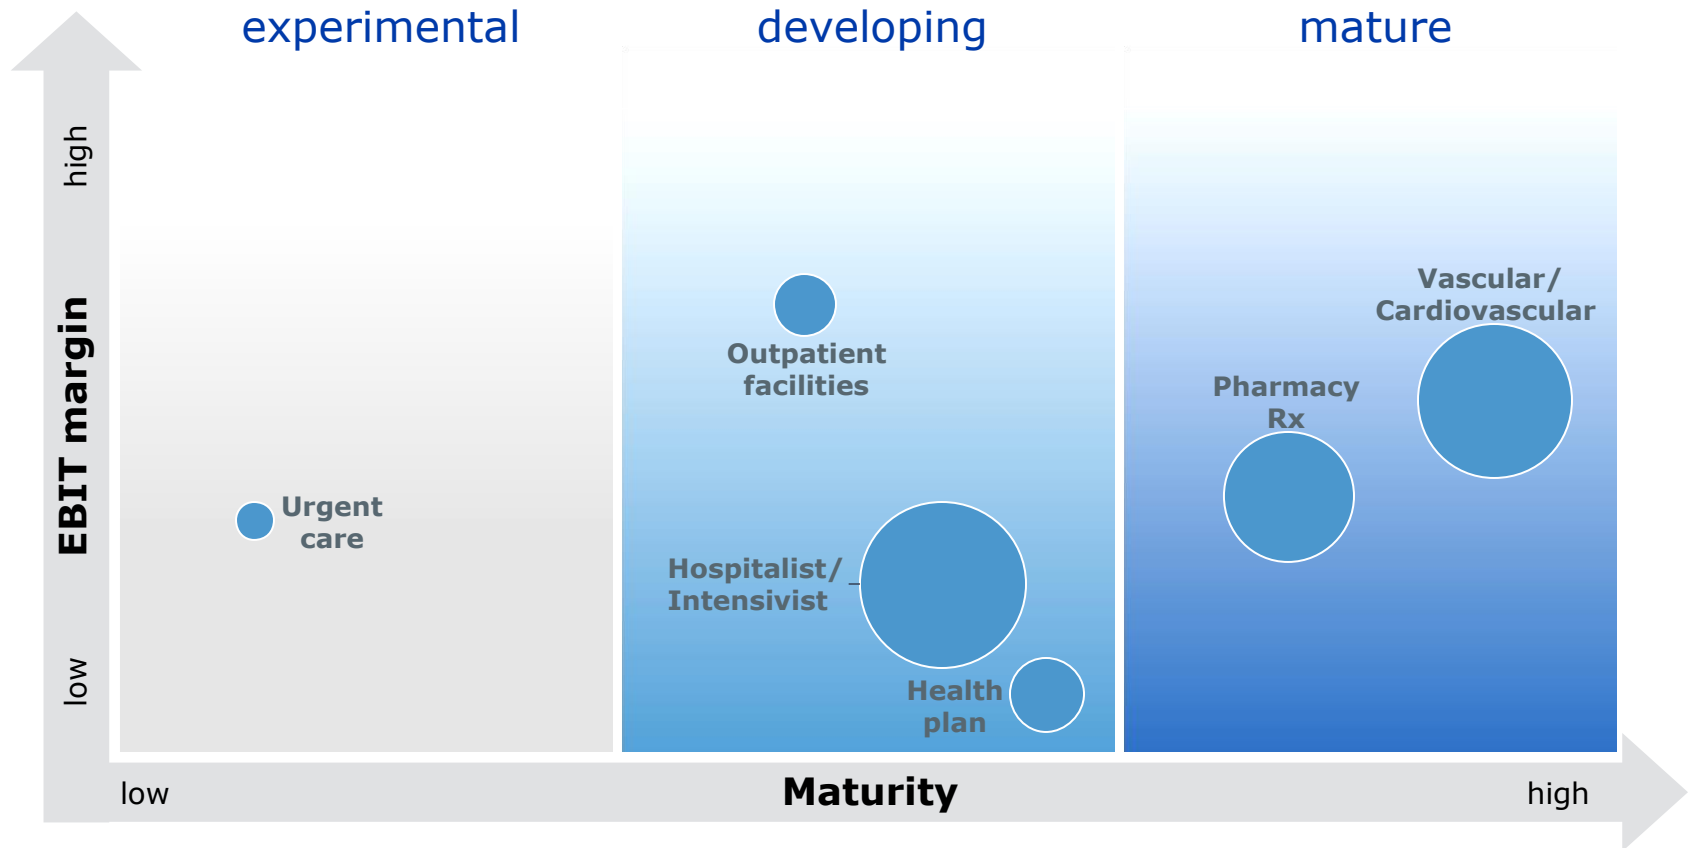 experimental
developing
mature
high
EBIT margin
low
Vascular/
Cardiovascular
Outpatient
facilities
Pharmacy
Rx
Urgent
care
Hospitalist/
Intensivist
Health
plan
low
Maturity
high